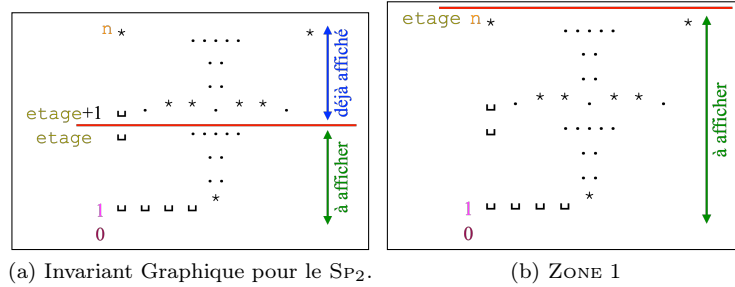 n * ..... *
..
..
etage+1 ␣ . * * . * * .
etage ␣ .....
..
..
*
1 ␣ ␣ ␣ ␣
0
déjà affiché
à afficher
(a) Invariant Graphique pour le SP₂.
etage n * ..... *
..
..
␣ . * * . * * .
␣ .....
..
..
*
1 ␣ ␣ ␣ ␣
0
à afficher
(b) ZONE 1